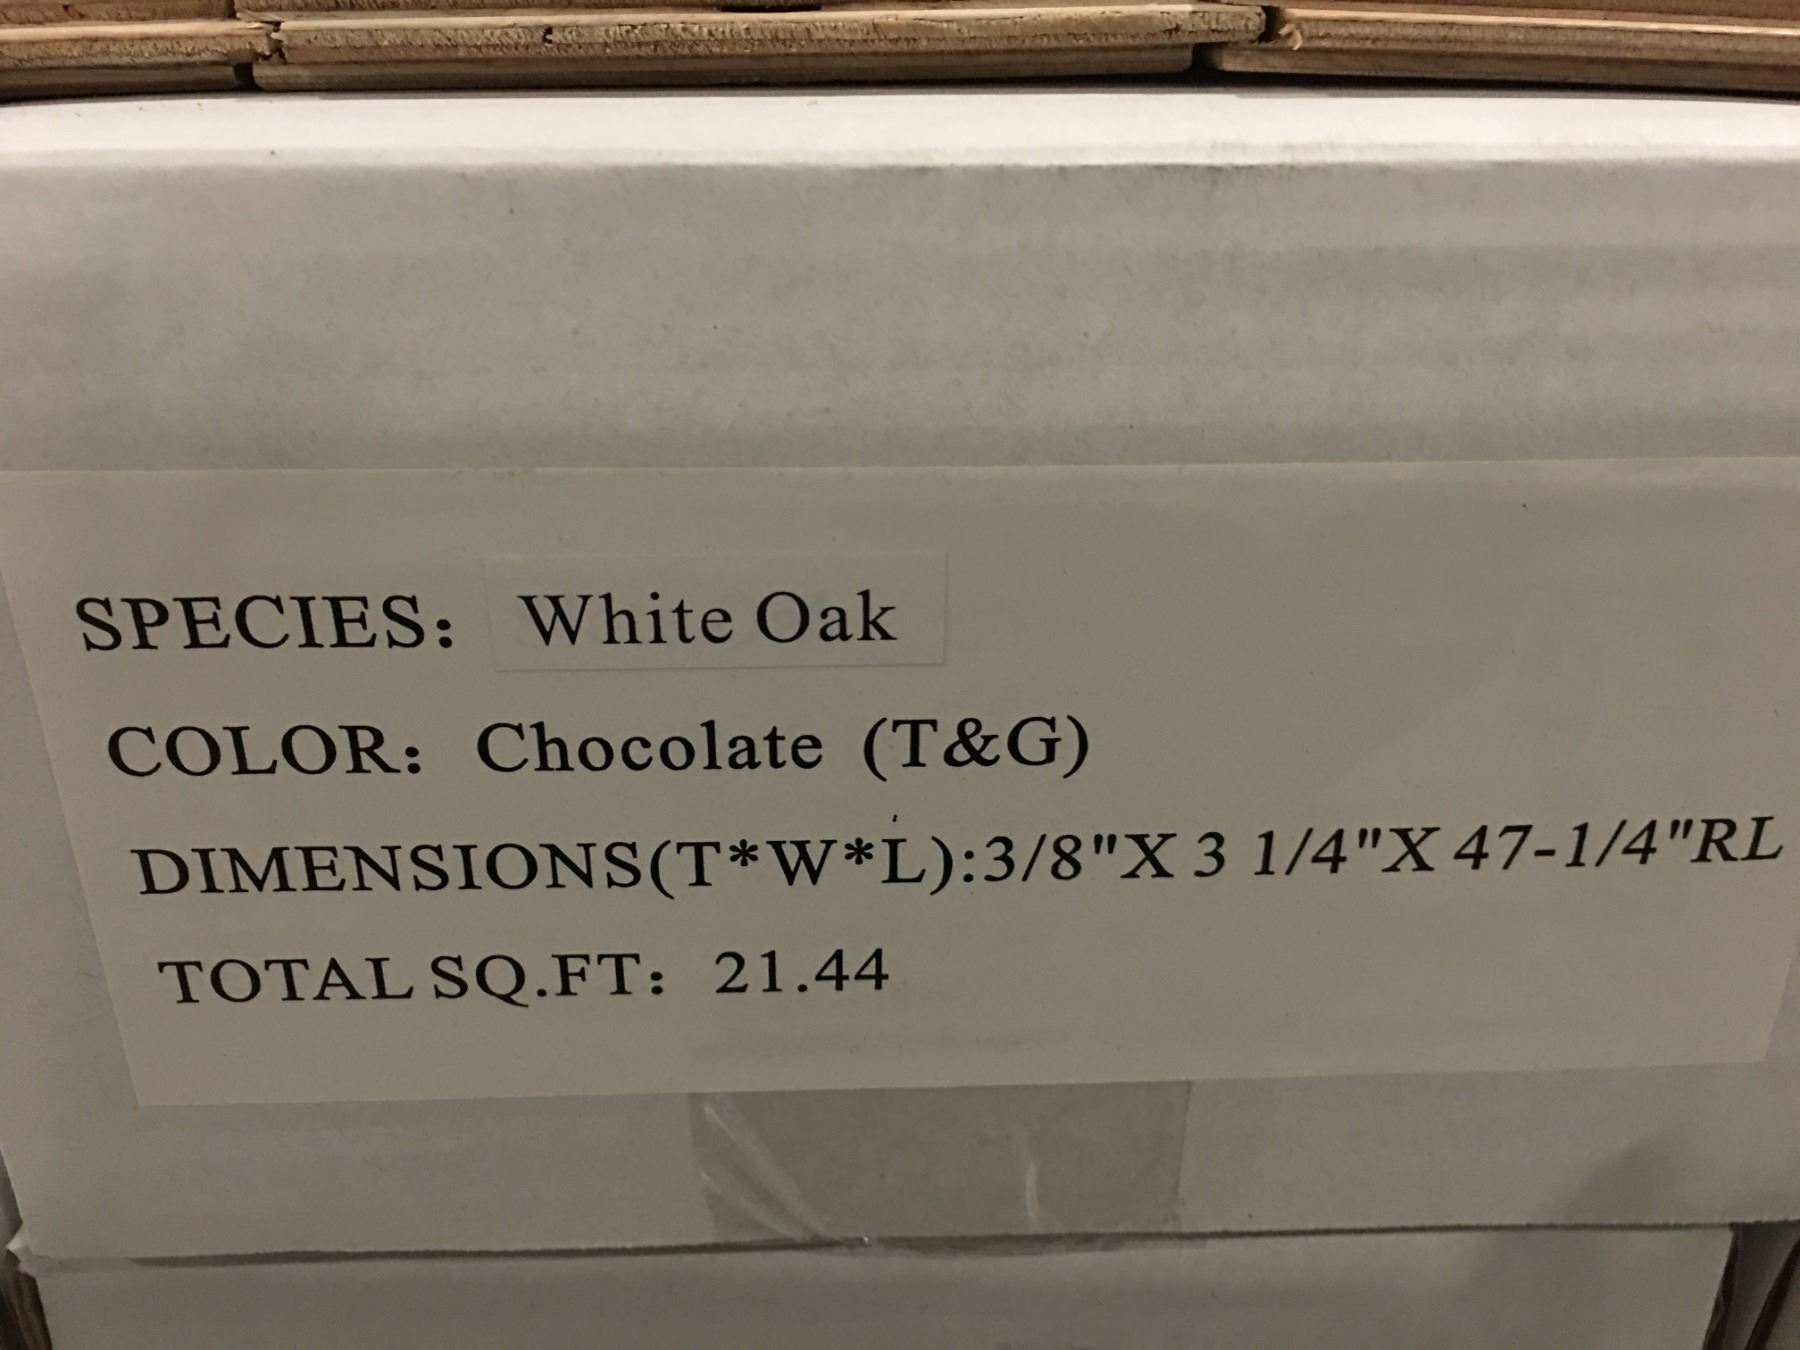 SPECIES: White Oak
COLOR: Chocolate (T&G)
DIMENSIONS(T*W*L):3/8"X 3 1/4"X 47-1/4"RL
TOTAL SQ.FT: 21.44